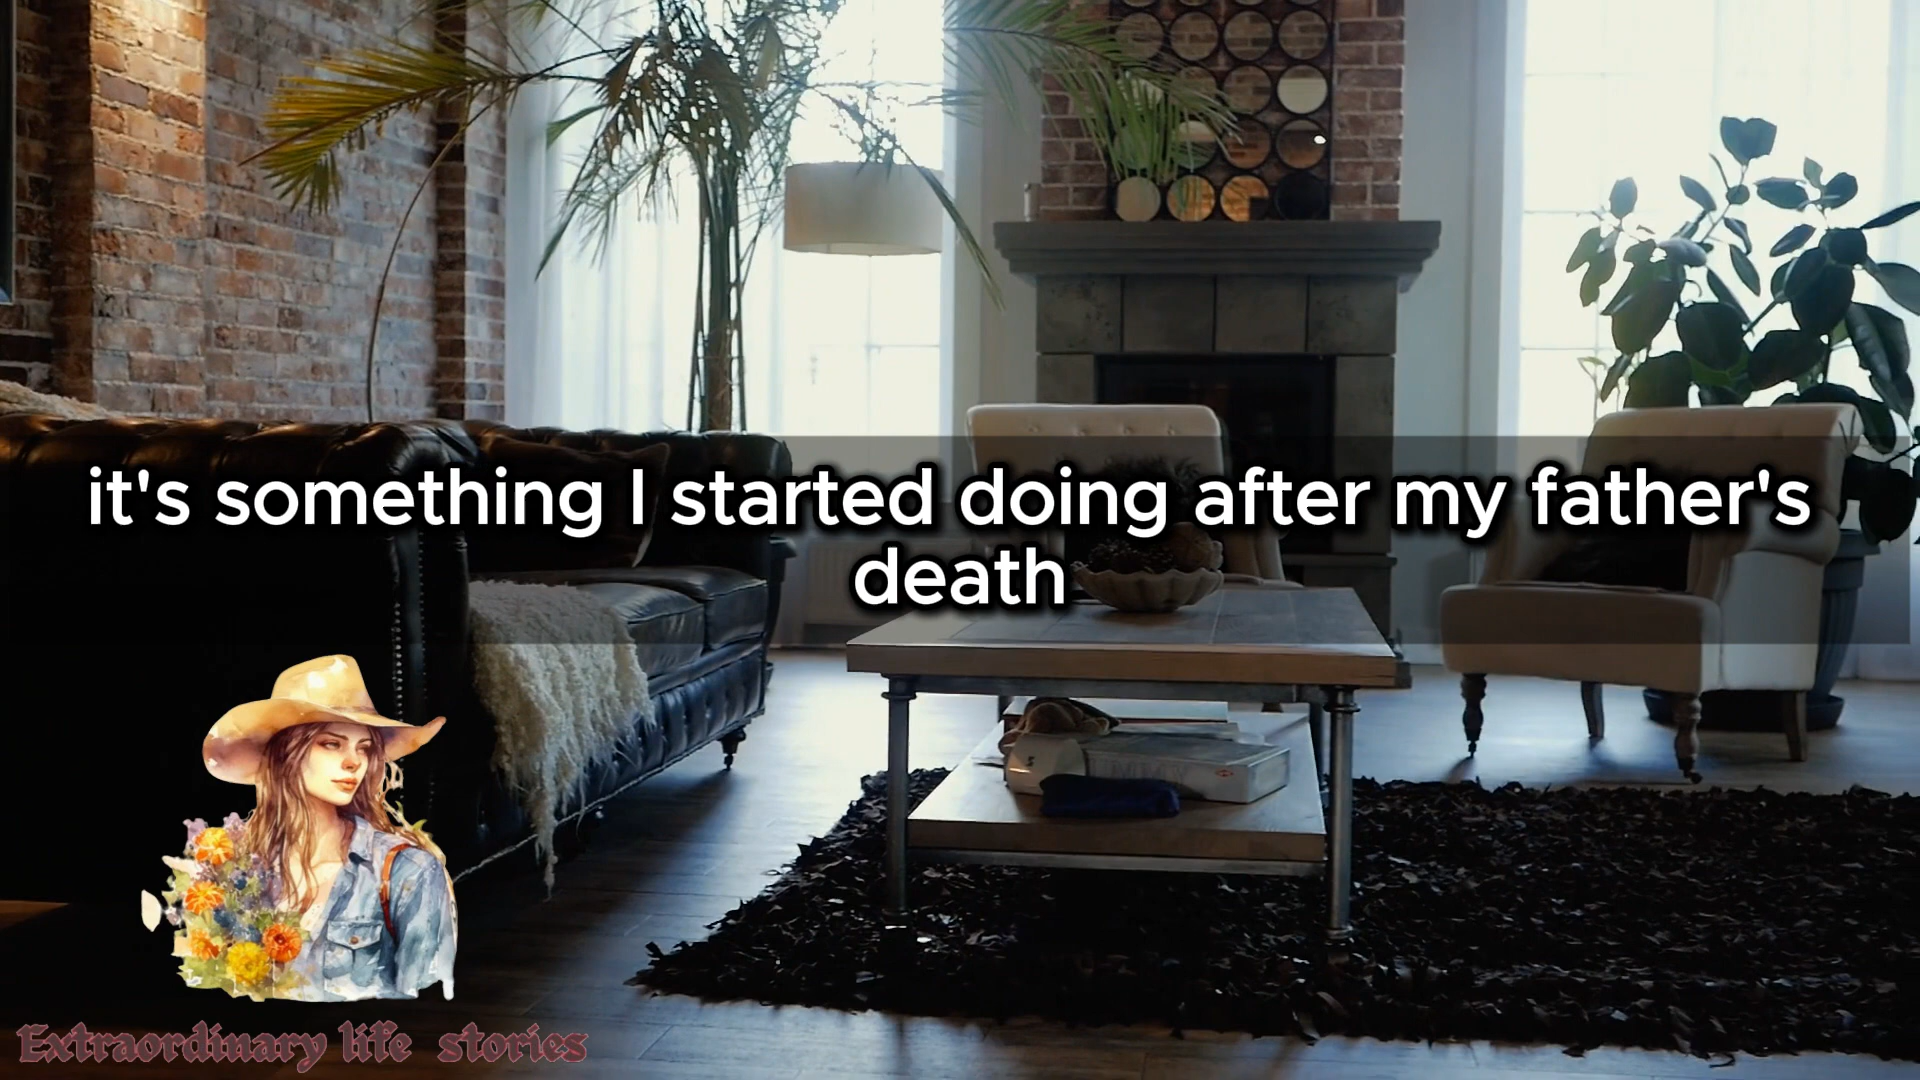 it's something I started doing after my father's
death
Extraordinary life stories